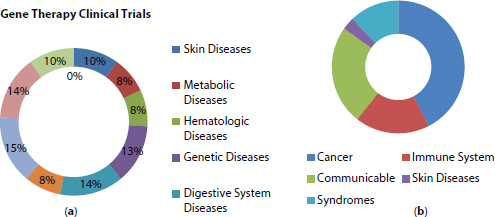 Gene Therapy Clinical Trials
10%
0%
10%
8%
8%
13%
14%
8%
15%
14%
Skin Diseases
Metabolic
Diseases
Hematologic
Diseases
Genetic Diseases
Digestive System
Diseases
(a)
Cancer
Immune System
Communicable
Skin Diseases
Syndromes
(b)